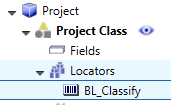 Project
Project Class
Fields
Locators
BL_Classify